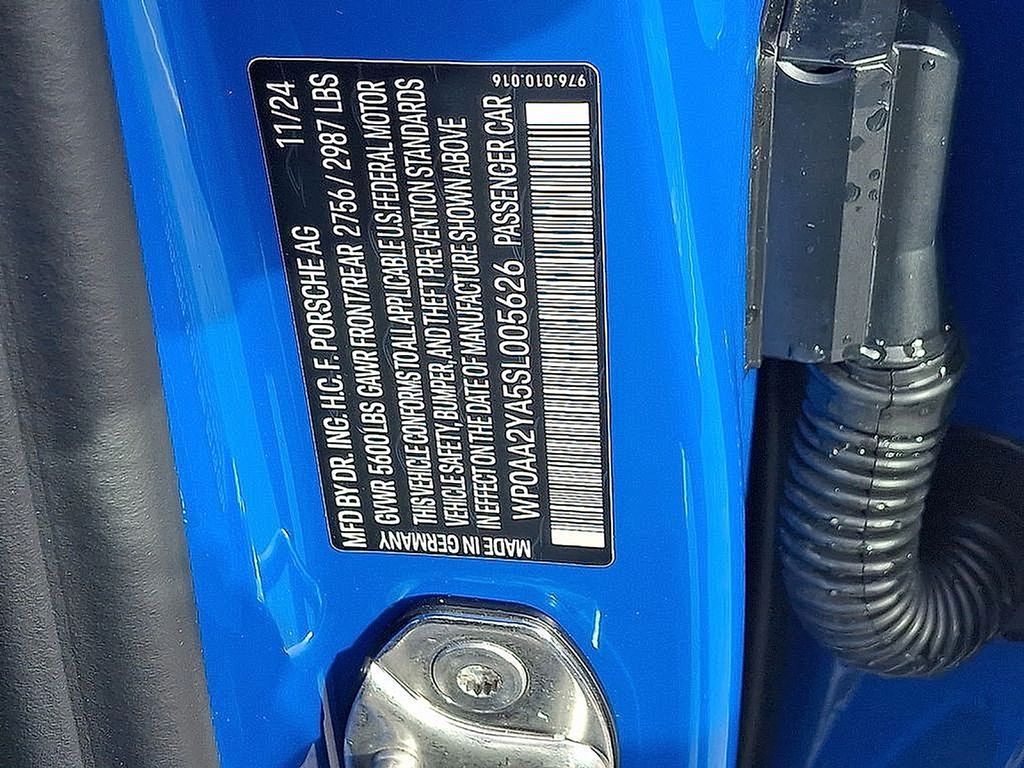 MFD BY DR. ING. H.C. F. PORSCHE AG 11/24
GVWR 5600 LBS GAWR FRONT/REAR 2756 / 2987 LBS
THIS VEHICLE CONFORMS TO ALL APPLICABLE U.S. FEDERAL MOTOR
VEHICLE SAFETY, BUMPER, AND THEFT PREVENTION STANDARDS
IN EFFECT ON THE DATE OF MANUFACTURE SHOWN ABOVE
WP0AA2YA5SL005626 PASSENGER CAR
MADE IN GERMANY
976.010.016